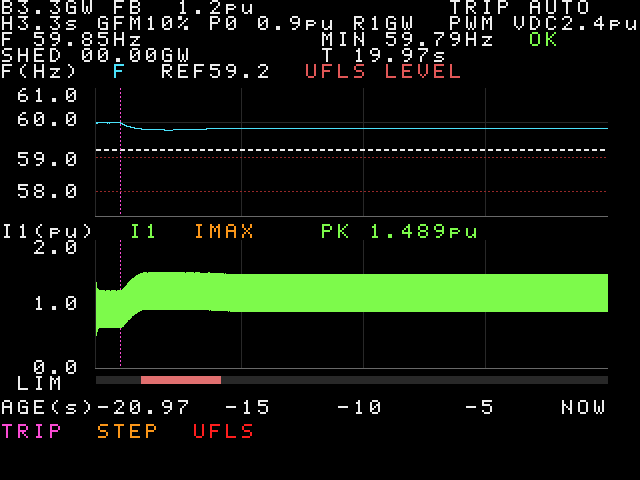 B3.3GW FB 1.2pu TRIP AUTO
H3.3s GFM10% P0 0.9pu R1GW PWM VDC2.4pu
F 59.85Hz MIN 59.79Hz OK
SHED 00.00GW T 19.97s
F(Hz) F REF59.2 UFLS LEVEL
61.0
60.0
59.0
58.0
I1(pu) I1 IMAX PK 1.489pu
2.0
1.0
0.0
LIM
AGE(s) -20.97 -15 -10 -5 NOW
TRIP STEP UFLS